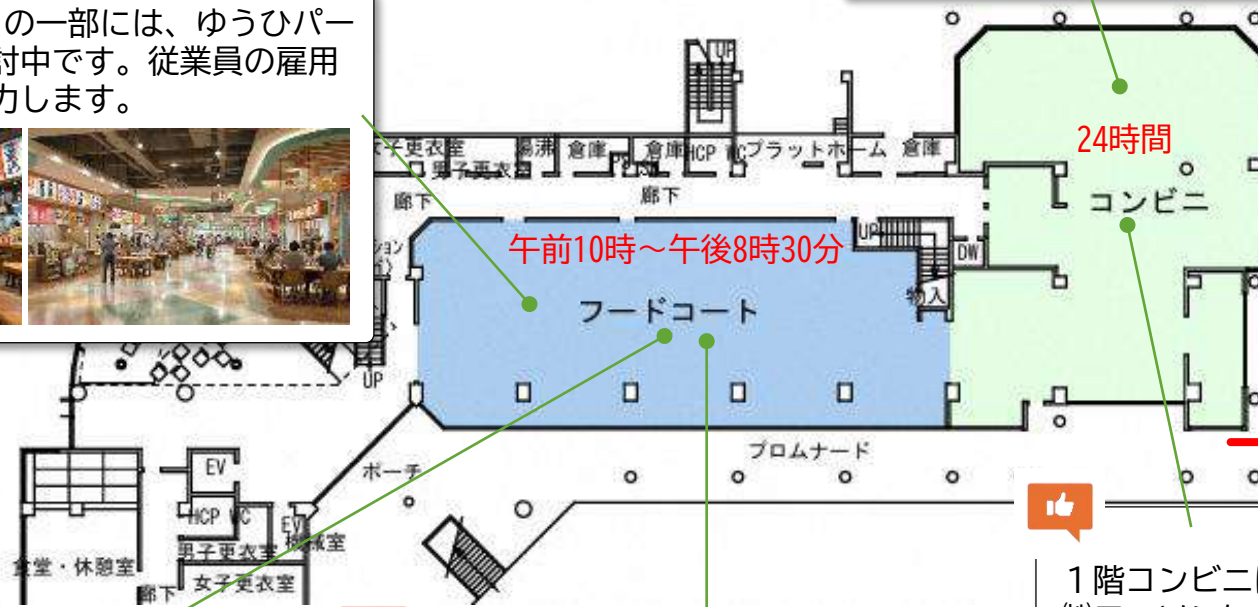 の一部には、ゆうひパー
討中です。従業員の雇用
力します。
UP
24時間
コンビニ
女子更衣室
男子更衣室
湯沸
倉庫
倉庫
HCP WC
プラットホーム
倉庫
廊下
廊下
午前10時～午後8時30分
UP
DW
物入
フードコート
UP
プロムナード
ポーチ
EV
HCP WC
EV
機械室
男子更衣室
女子更衣室
食堂・休憩室
廊下
１階コンビニ